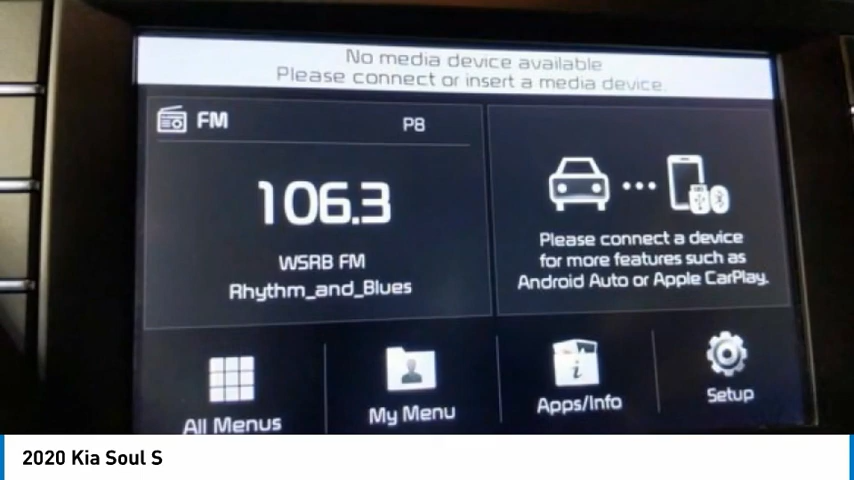 No media device available
Please connect or insert a media device.
FM
P8
106.3
WSRB FM
Rhythm_and_Blues
Please connect a device
for more features such as
Android Auto or Apple CarPlay.
All Menus
My Menu
Apps/Info
Setup
2020 Kia Soul S